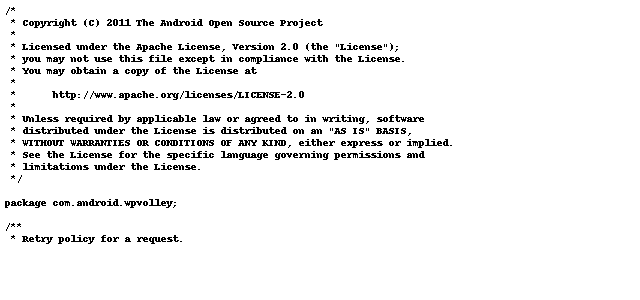 /*
 * Copyright (C) 2011 The Android Open Source Project
 *
 * Licensed under the Apache License, Version 2.0 (the "License");
 * you may not use this file except in compliance with the License.
 * You may obtain a copy of the License at
 *
 *      http://www.apache.org/licenses/LICENSE-2.0
 *
 * Unless required by applicable law or agreed to in writing, software
 * distributed under the License is distributed on an "AS IS" BASIS,
 * WITHOUT WARRANTIES OR CONDITIONS OF ANY KIND, either express or implied.
 * See the License for the specific language governing permissions and
 * limitations under the License.
 */

package com.android.wpvolley;

/**
 * Retry policy for a request.